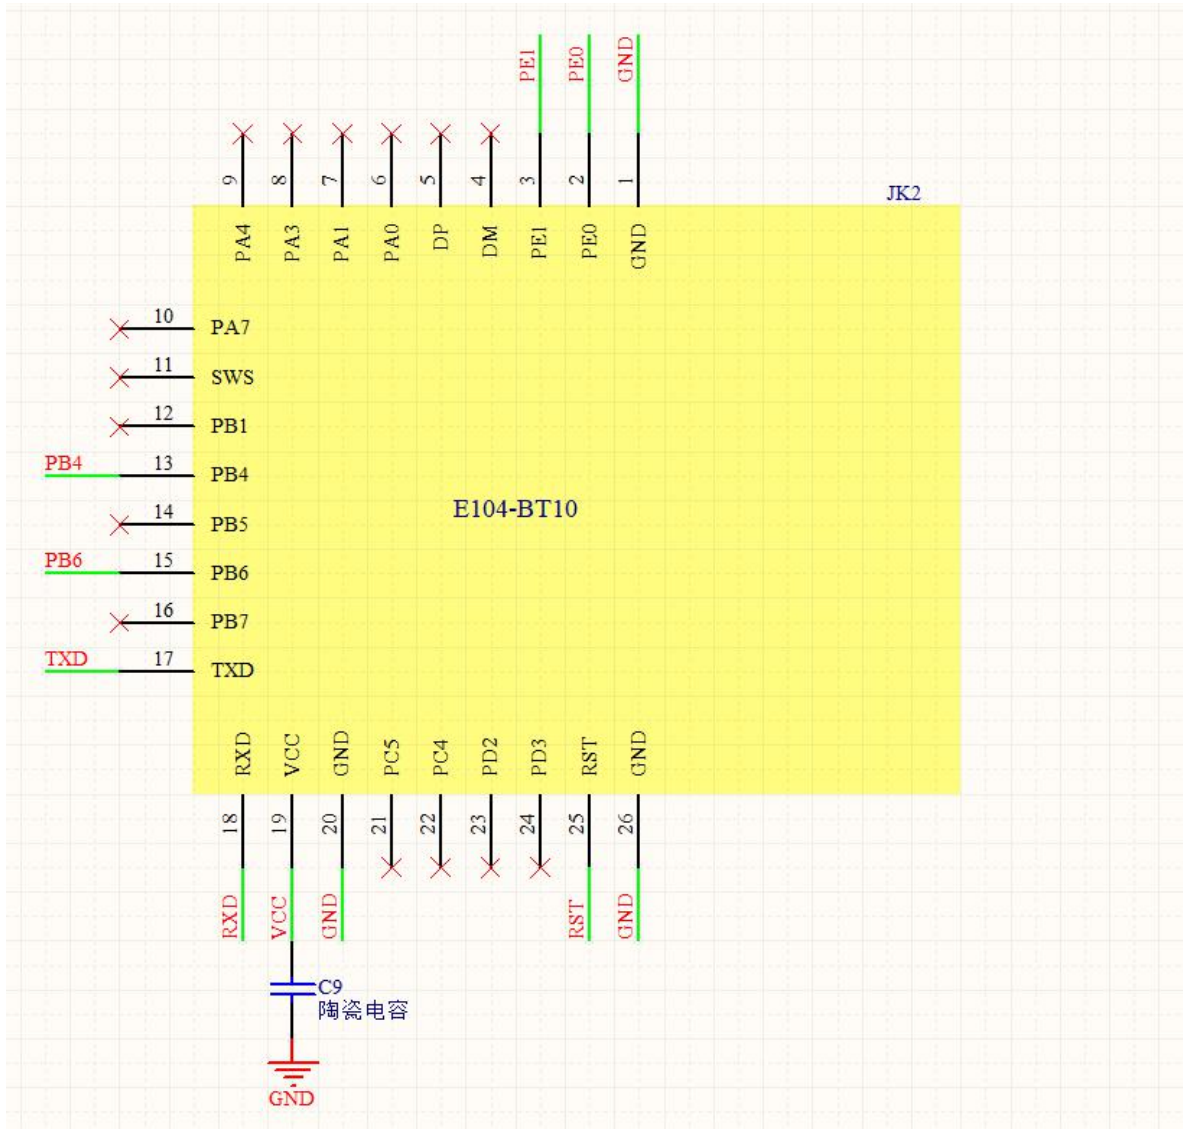 PE1 PE0 GND
9 8 7 6 5 4 3 2 1
JK2
PA4 PA3 PA1 PA0 DP DM PE1 PE0 GND
10 PA7
11 SWS
12 PB1
PB4 13 PB4
E104-BT10
14 PB5
PB6 15 PB6
16 PB7
TXD 17 TXD
RXD VCC GND PC5 PC4 PD2 PD3 RST GND
18 19 20 21 22 23 24 25 26
RXD VCC GND RST GND
C9
陶瓷电容
GND